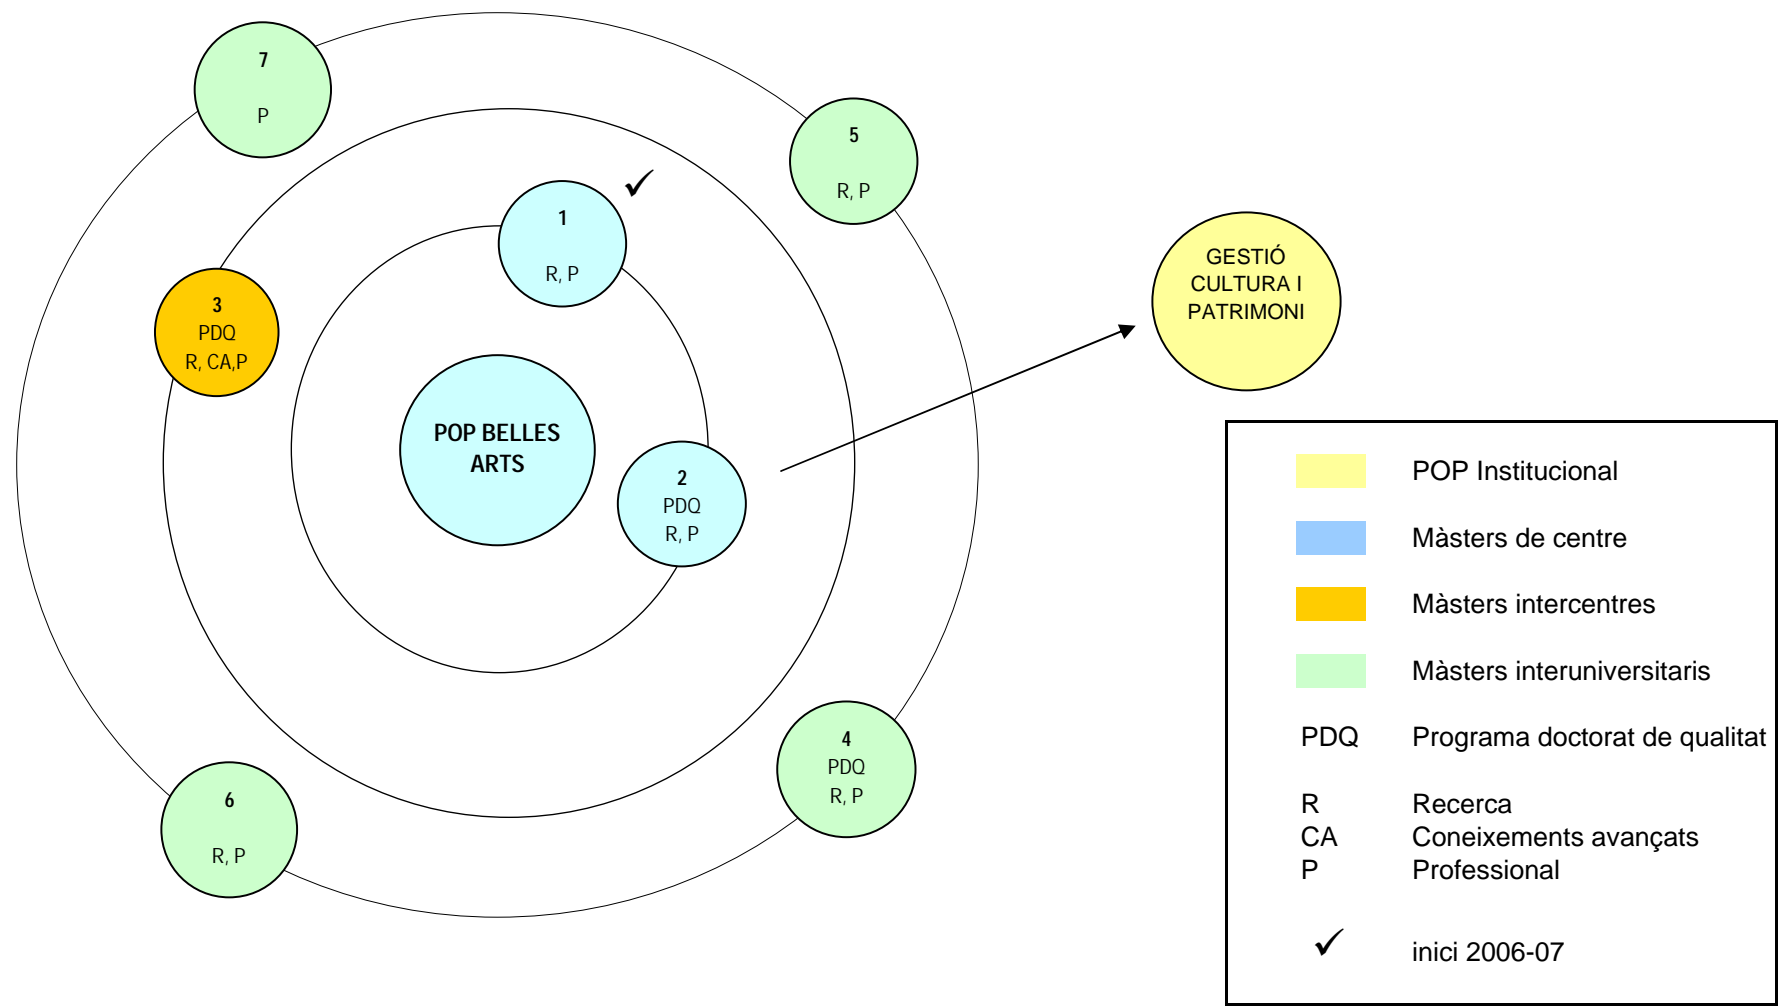 7
P
5
R, P
1
R, P
3
PDQ
R, CA,P
POP BELLES
ARTS
2
PDQ
R, P
4
PDQ
R, P
6
R, P
GESTIÓ
CULTURA I
PATRIMONI
POP Institucional
Màsters de centre
Màsters intercentres
Màsters interuniversitaris
PDQ Programa doctorat de qualitat
R Recerca
CA Coneixements avançats
P Professional
✓ inici 2006-07